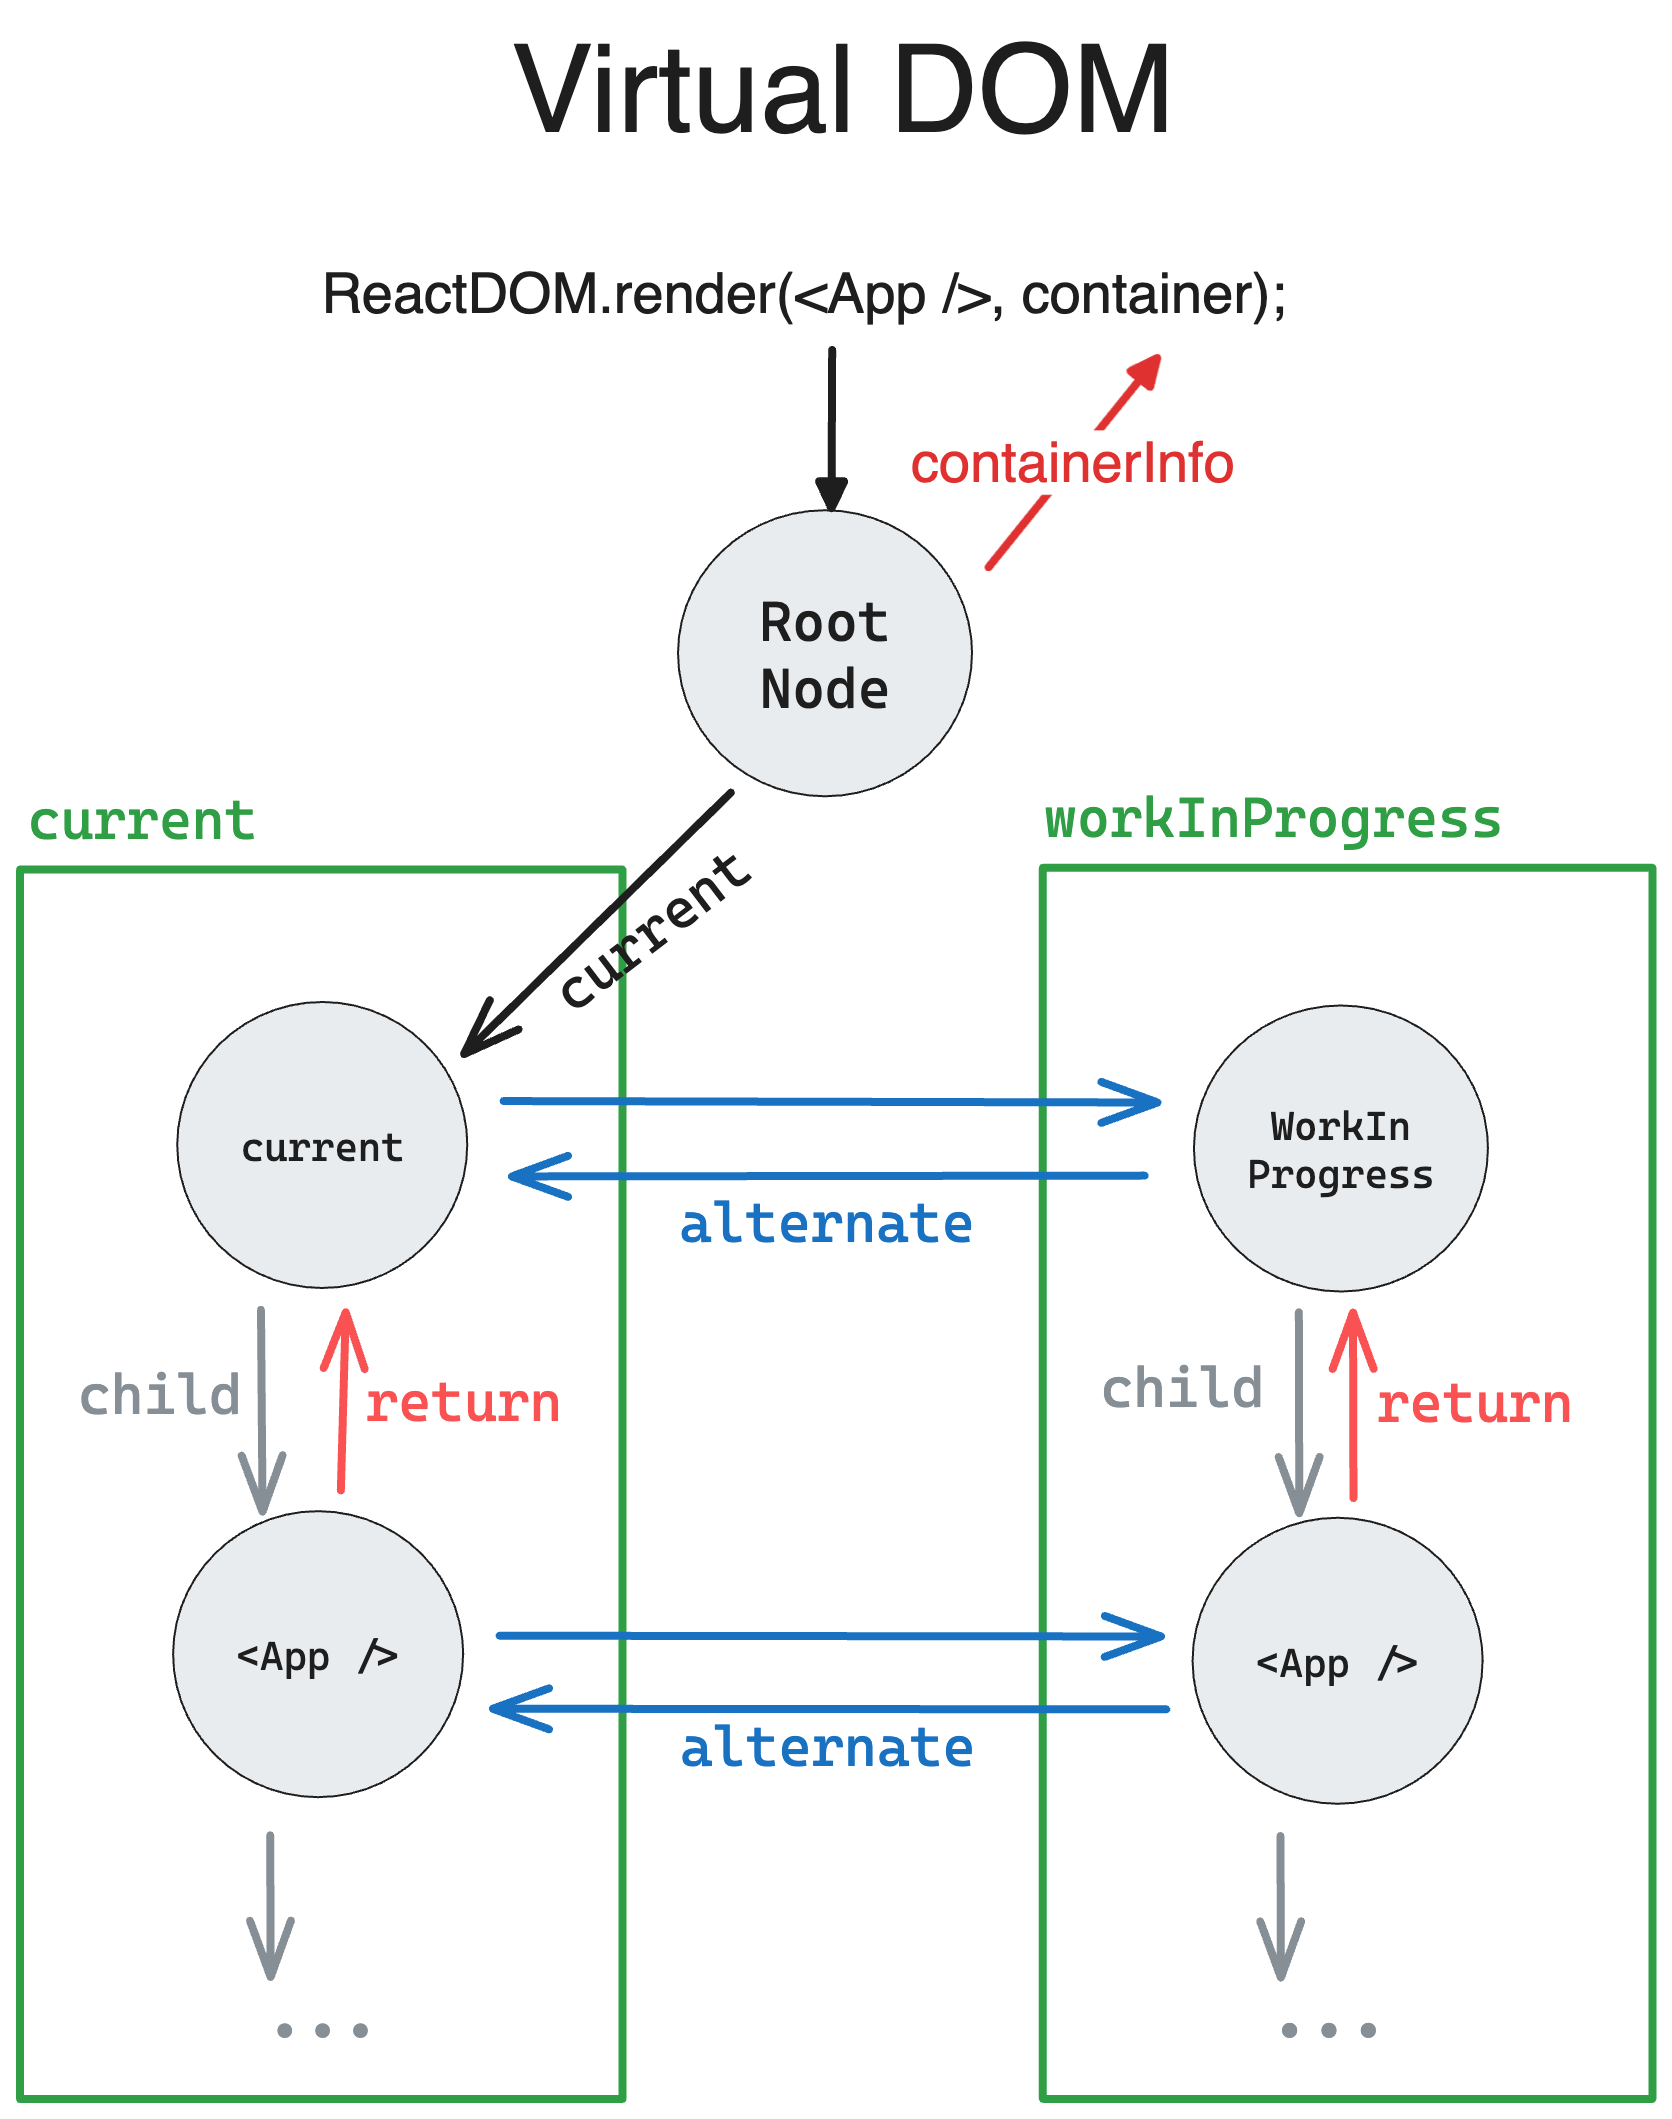 Virtual DOM
ReactDOM.render(<App />, container);
containerInfo
Root
Node
current
workInProgress
current
current
WorkIn
Progress
alternate
child
return
child
return
<App />
<App />
alternate
...
...